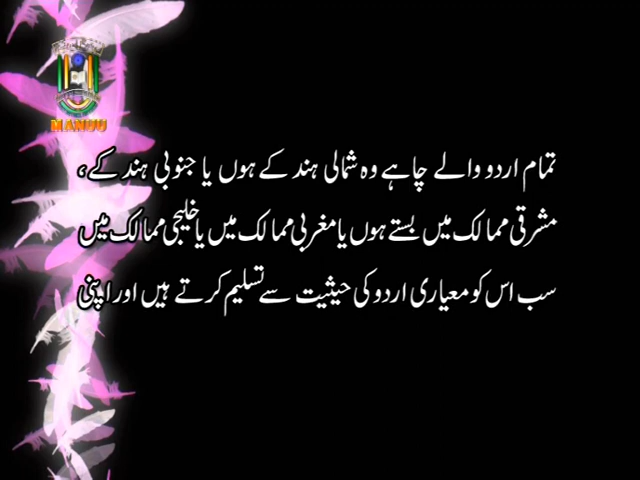 MANUU
تمام اردو والے چاہے وہ شمالی ہند کے ہوں یا جنوبی ہند کے،
مشرقی ممالک میں بستے ہوں یا مغربی ممالک میں یا خلیجی ممالک میں
سب اس کو معیاری اردو کی حیثیت سے تسلیم کرتے ہیں اور اپنی